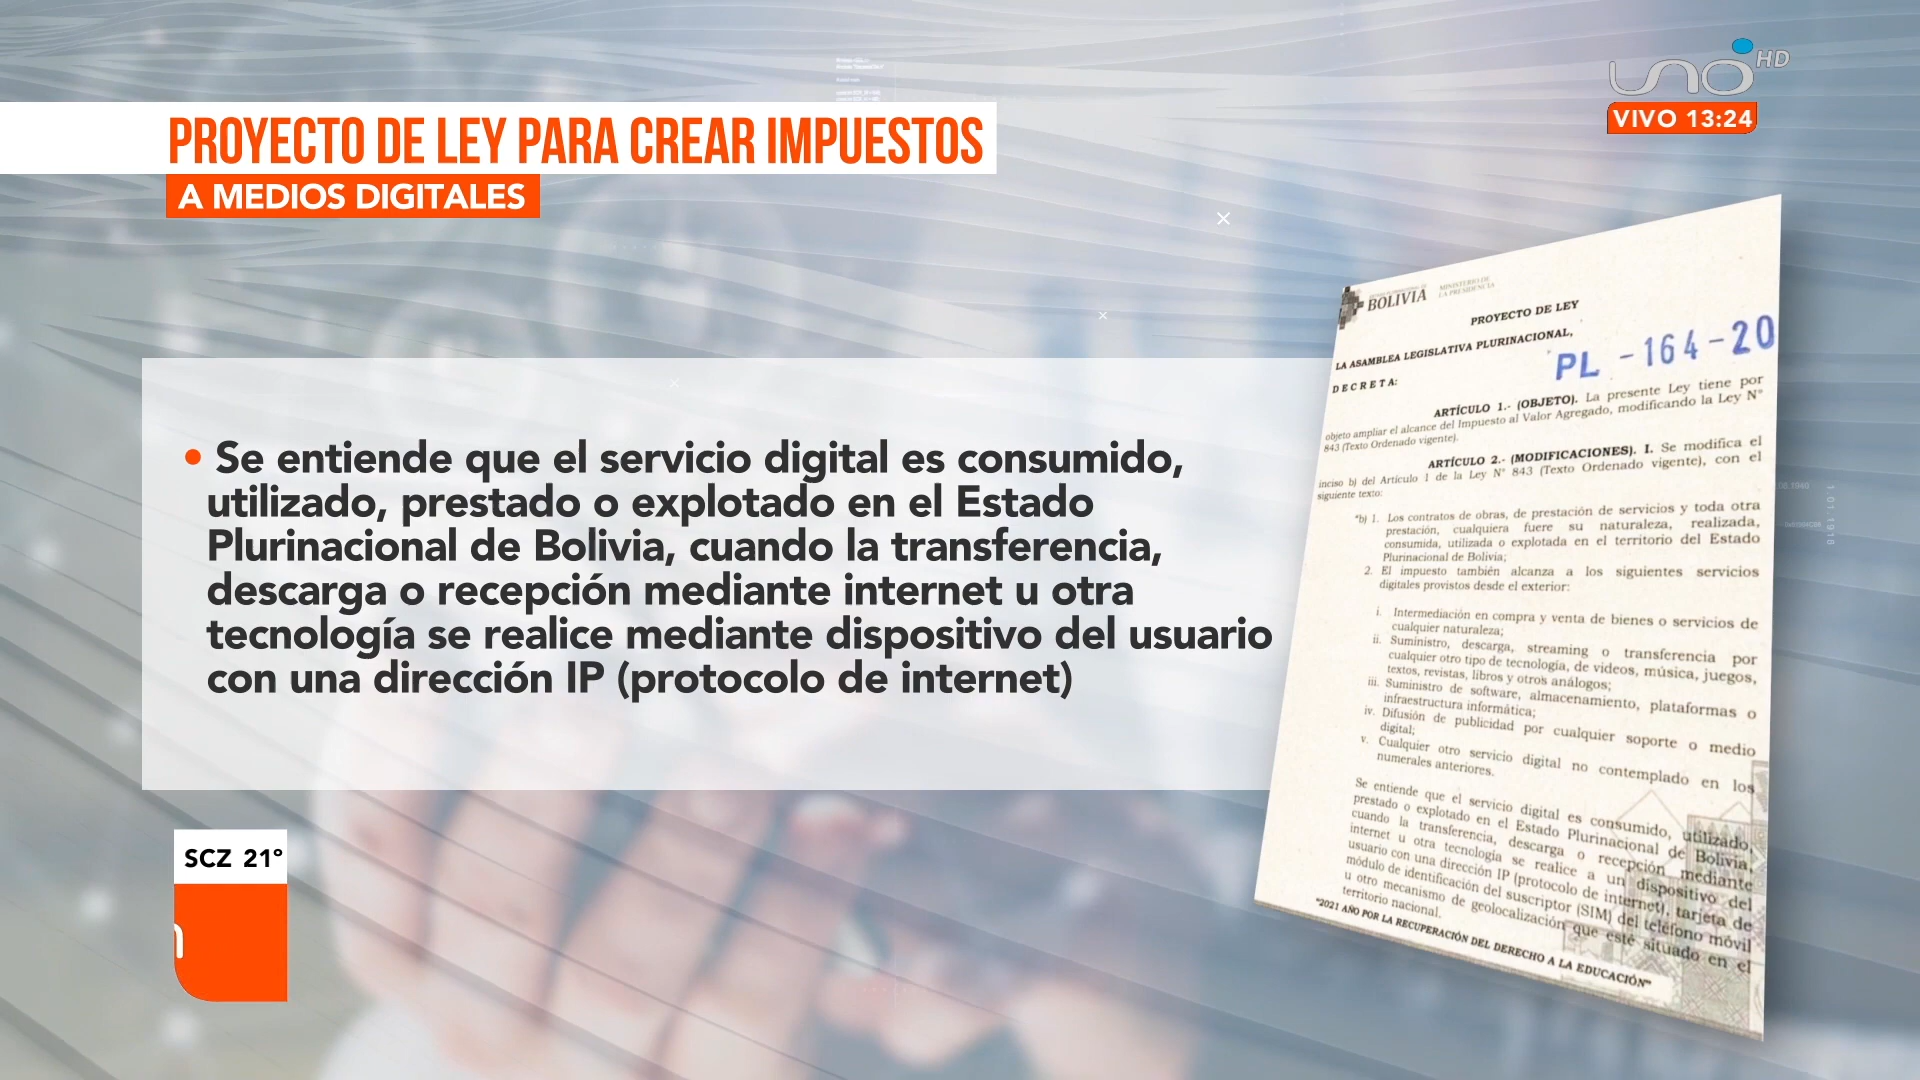 UNO HD
VIVO 13:24
PROYECTO DE LEY PARA CREAR IMPUESTOS
A MEDIOS DIGITALES
• Se entiende que el servicio digital es consumido,
utilizado, prestado o explotado en el Estado
Plurinacional de Bolivia, cuando la transferencia,
descarga o recepción mediante internet u otra
tecnología se realice mediante dispositivo del usuario
con una dirección IP (protocolo de internet)
SCZ 21º
BOLIVIA
MINISTERIO DE
LA PRESIDENCIA
PROYECTO DE LEY
LA ASAMBLEA LEGISLATIVA PLURINACIONAL,
PL - 164 - 20
D E C R E T A:
ARTÍCULO 1.- (OBJETO). La presente Ley tiene por
objeto ampliar el alcance del Impuesto al Valor Agregado, modificando la Ley N°
843 (Texto Ordenado vigente).
ARTÍCULO 2.- (MODIFICACIONES). I. Se modifica el
inciso b) del Artículo 1 de la Ley N° 843 (Texto Ordenado vigente), con el
siguiente texto:
"b) 1. Los contratos de obras, de prestación de servicios y toda otra
prestación, cualquiera fuere su naturaleza, realizada,
consumida, utilizada o explotada en el territorio del Estado
Plurinacional de Bolivia;
2. El impuesto también alcanza a los siguientes servicios
digitales provistos desde el exterior:
i. Intermediación en compra y venta de bienes o servicios de
cualquier naturaleza;
ii. Suministro, descarga, streaming o transferencia por
cualquier otro tipo de tecnología, de videos, música, juegos,
textos, revistas, libros y otros análogos;
iii. Suministro de software, almacenamiento, plataformas o
infraestructura informática;
iv. Difusión de publicidad por cualquier soporte o medio
digital;
v. Cualquier otro servicio digital no contemplado en los
numerales anteriores.
Se entiende que el servicio digital es consumido, utilizado,
prestado o explotado en el Estado Plurinacional de Bolivia,
cuando la transferencia, descarga o recepción mediante
internet u otra tecnología se realice a un dispositivo del
usuario con una dirección IP (protocolo de internet), tarjeta de
módulo de identificación del suscriptor (SIM) del teléfono móvil
u otro mecanismo de geolocalización que esté situado en el
territorio nacional.
"2021 AÑO POR LA RECUPERACIÓN DEL DERECHO A LA EDUCACIÓN"